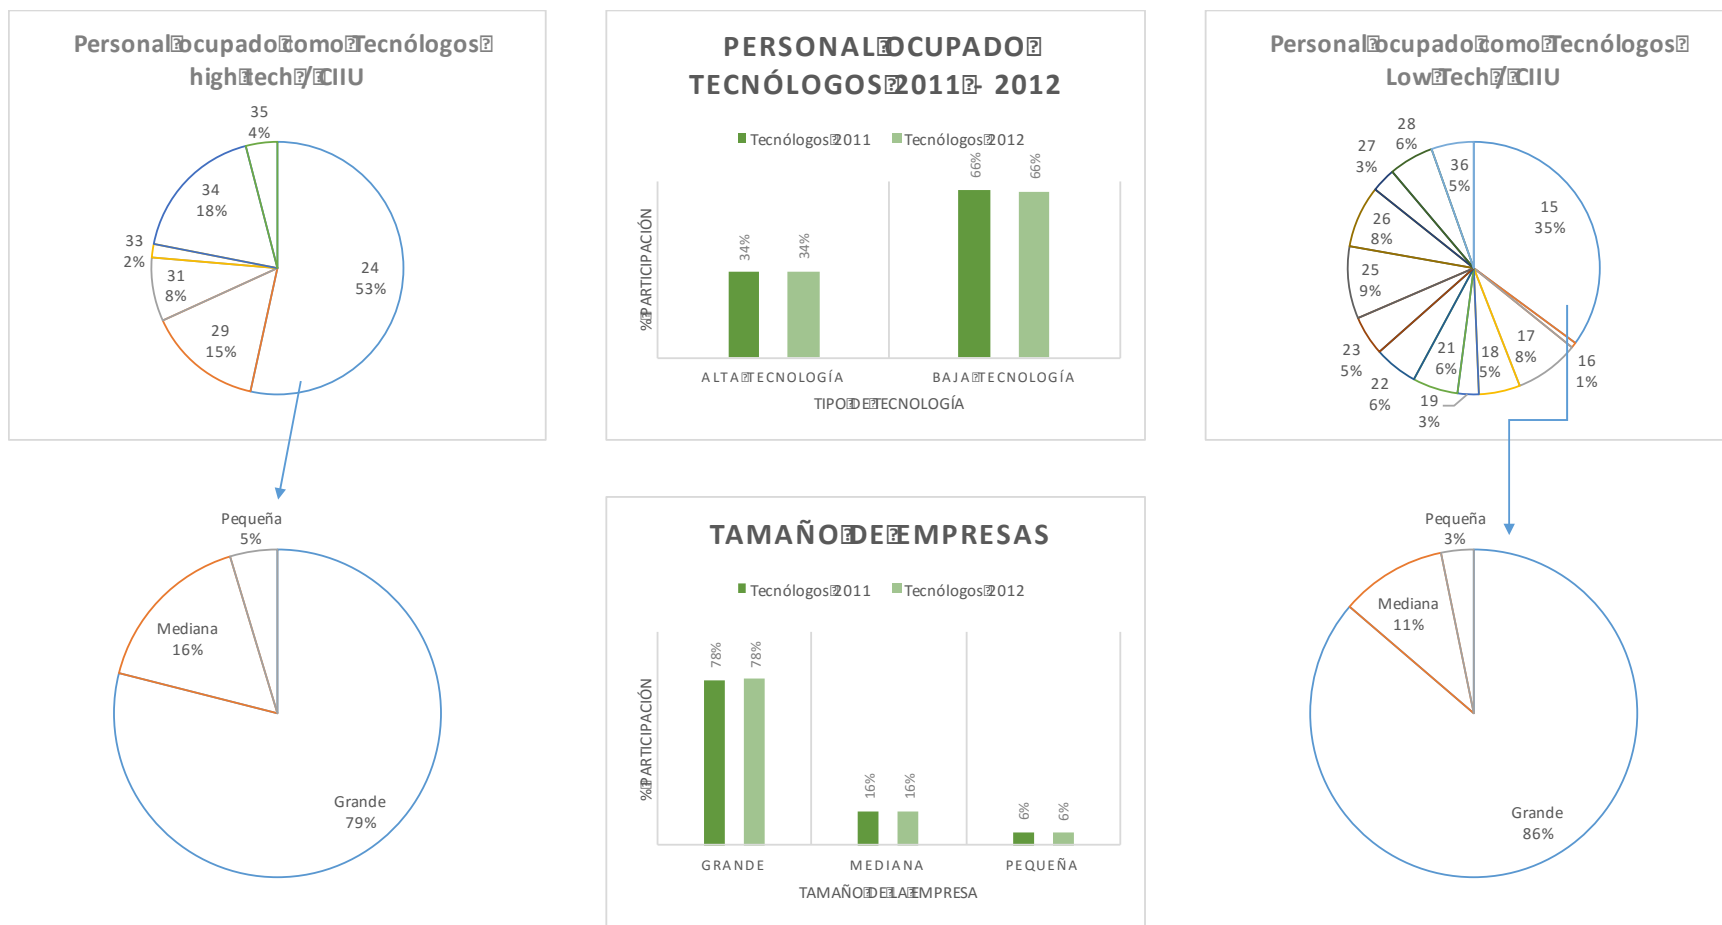 Personal ocupado como Tecnólogos
high tech / CIIU
35
4%
34
18%
33
2%
31
8%
29
15%
24
53%
Pequeña
5%
Mediana
16%
Grande
79%
PERSONAL OCUPADO
TECNÓLOGOS 2011 - 2012
Tecnólogos 2011 Tecnólogos 2012
% PARTICIPACIÓN
34%
34%
66%
66%
ALTA TECNOLOGÍA BAJA TECNOLOGÍA
TIPO DE TECNOLOGÍA
TAMAÑO DE EMPRESAS
Tecnólogos 2011 Tecnólogos 2012
% PARTICIPACIÓN
78%
78%
16%
16%
6%
6%
GRANDE MEDIANA PEQUEÑA
TAMAÑO DE LA EMPRESA
Personal ocupado como Tecnólogos
Low Tech / CIIU
28
6%
27
3%
36
5%
15
35%
26
8%
25
9%
23
5%
22
6%
21
6%
19
3%
18
5%
17
8%
16
1%
Pequeña
3%
Mediana
11%
Grande
86%